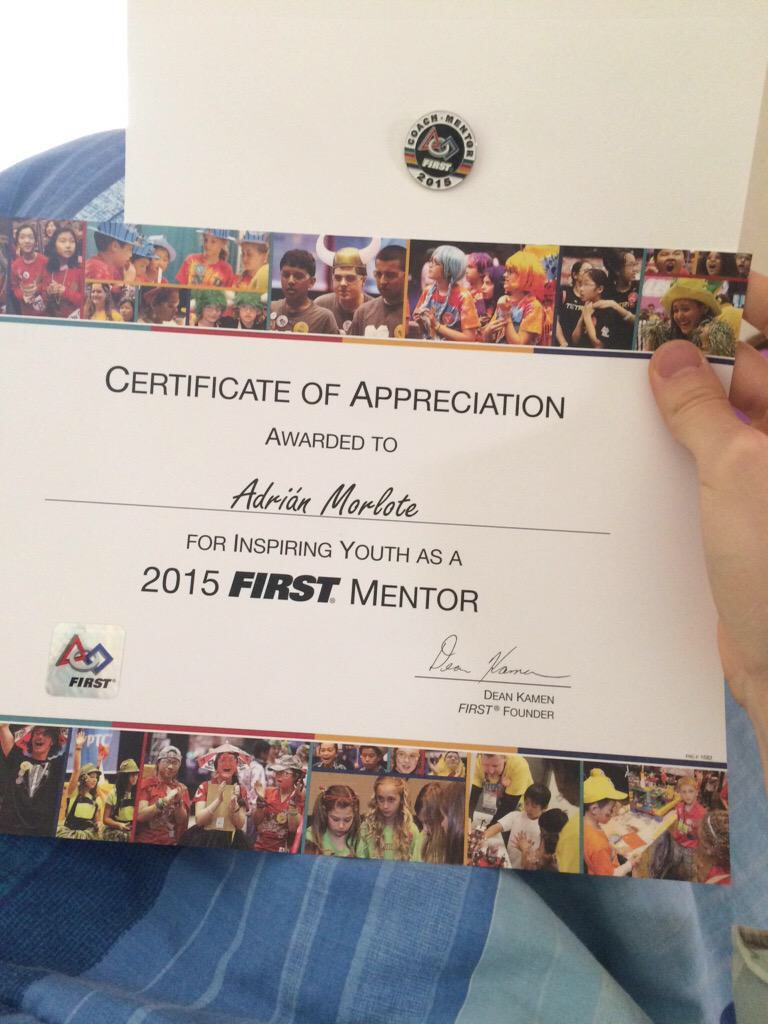 COACH · MENTOR
FIRST
2015
CERTIFICATE OF APPRECIATION
AWARDED TO
Adrián Morlote
FOR INSPIRING YOUTH AS A
2015 FIRST® MENTOR
Dean Kamen
DEAN KAMEN
FIRST® FOUNDER
FIRST®
PTC